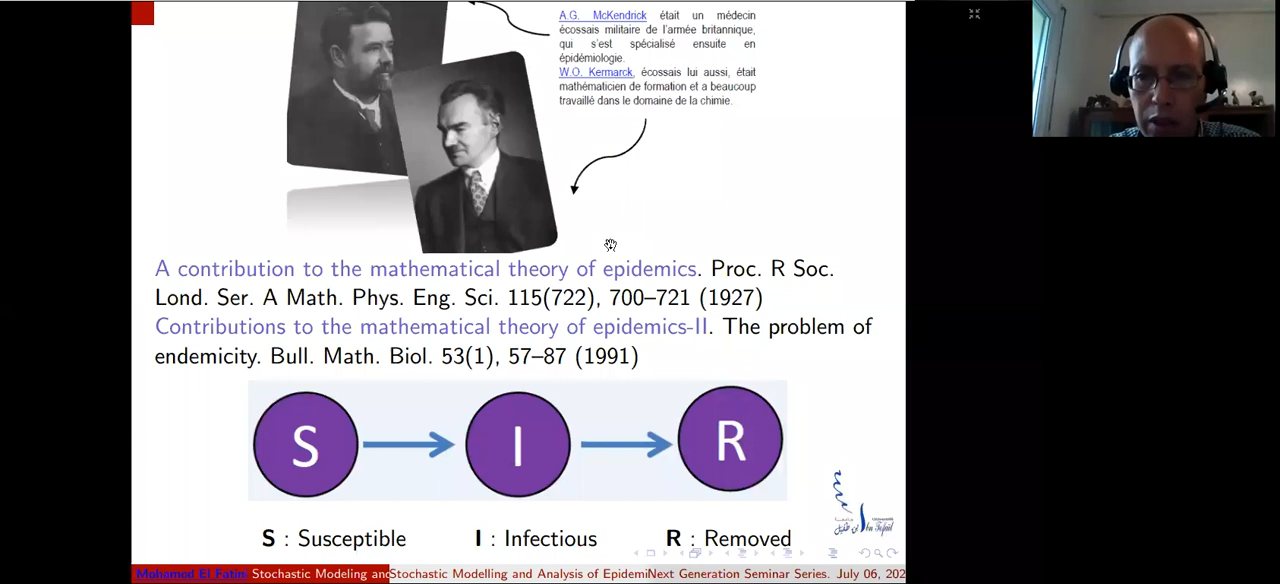 A.G. McKendrick était un médecin
écossais militaire de l'armée britannique,
qui s'est spécialisé ensuite en
épidémiologie.
W.O. Kermarck, écossais lui aussi, était
mathématicien de formation et a beaucoup
travaillé dans le domaine de la chimie.
A contribution to the mathematical theory of epidemics. Proc. R Soc.
Lond. Ser. A Math. Phys. Eng. Sci. 115(722), 700–721 (1927)
Contributions to the mathematical theory of epidemics-II. The problem of
endemicity. Bull. Math. Biol. 53(1), 57–87 (1991)
S I R
S : Susceptible I : Infectious R : Removed
Mohamed El Fatini Stochastic Modeling and Stochastic Modelling and Analysis of Epidemi Next Generation Seminar Series. July 06, 202